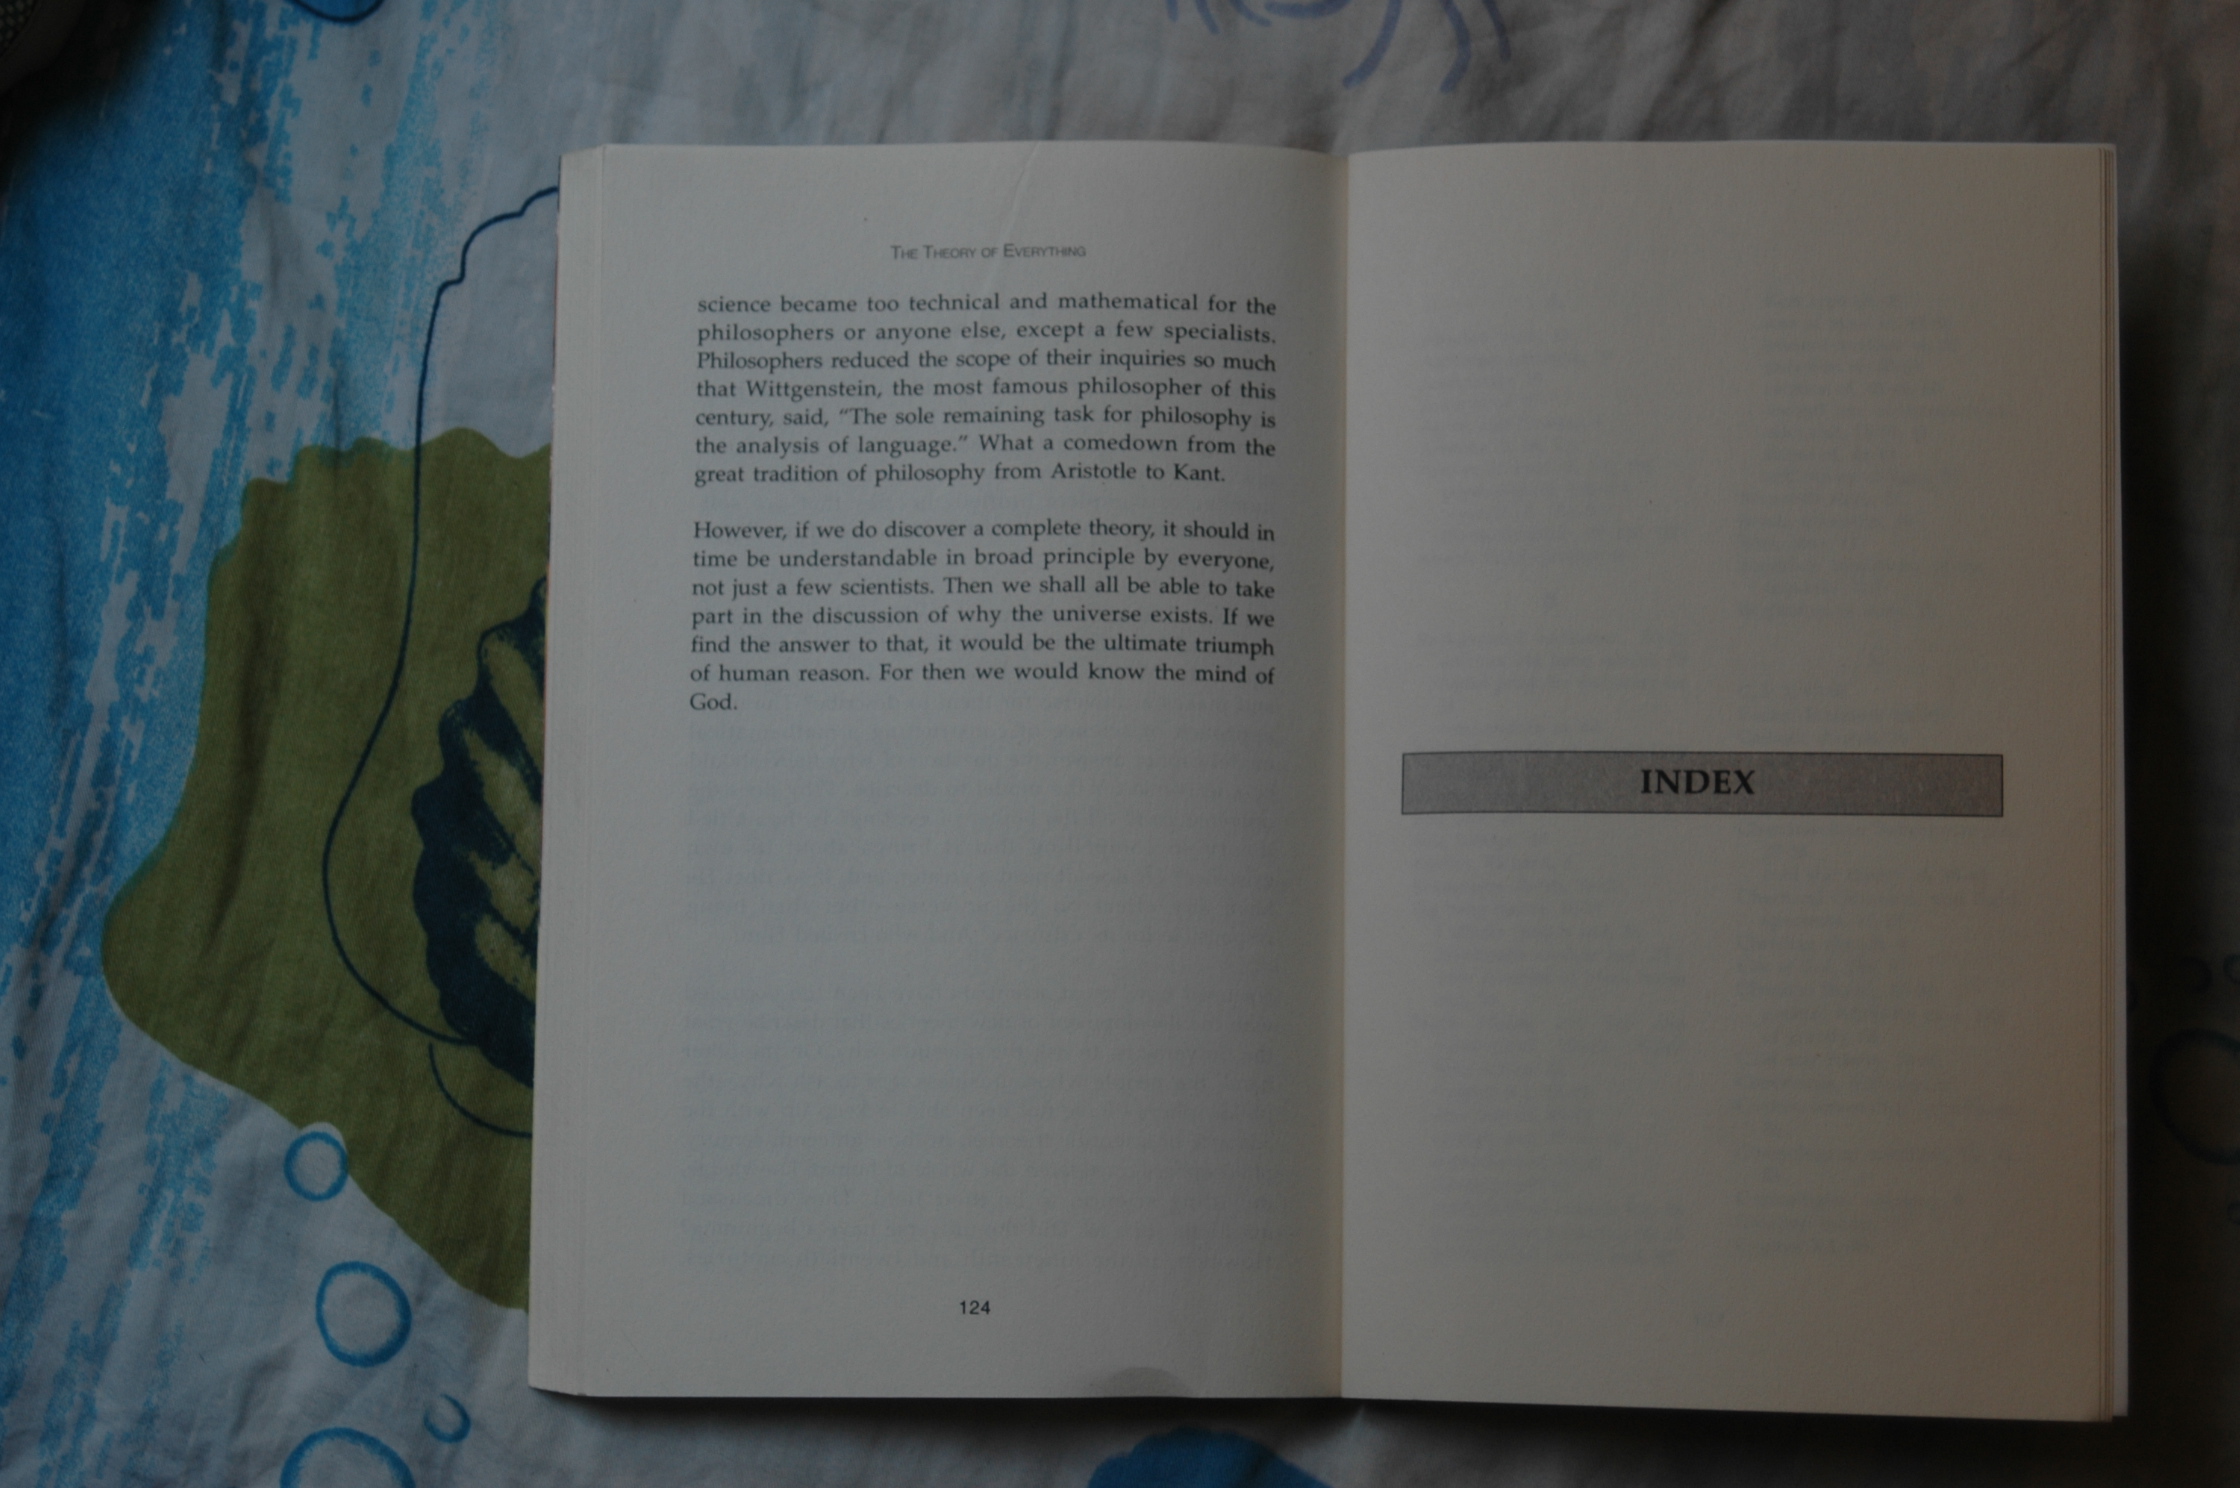 THE THEORY OF EVERYTHING
science became too technical and mathematical for the
philosophers or anyone else, except a few specialists.
Philosophers reduced the scope of their inquiries so much
that Wittgenstein, the most famous philosopher of this
century, said, "The sole remaining task for philosophy is
the analysis of language." What a comedown from the
great tradition of philosophy from Aristotle to Kant.
However, if we do discover a complete theory, it should in
time be understandable in broad principle by everyone,
not just a few scientists. Then we shall all be able to take
part in the discussion of why the universe exists. If we
find the answer to that, it would be the ultimate triumph
of human reason. For then we would know the mind of
God.
124
INDEX